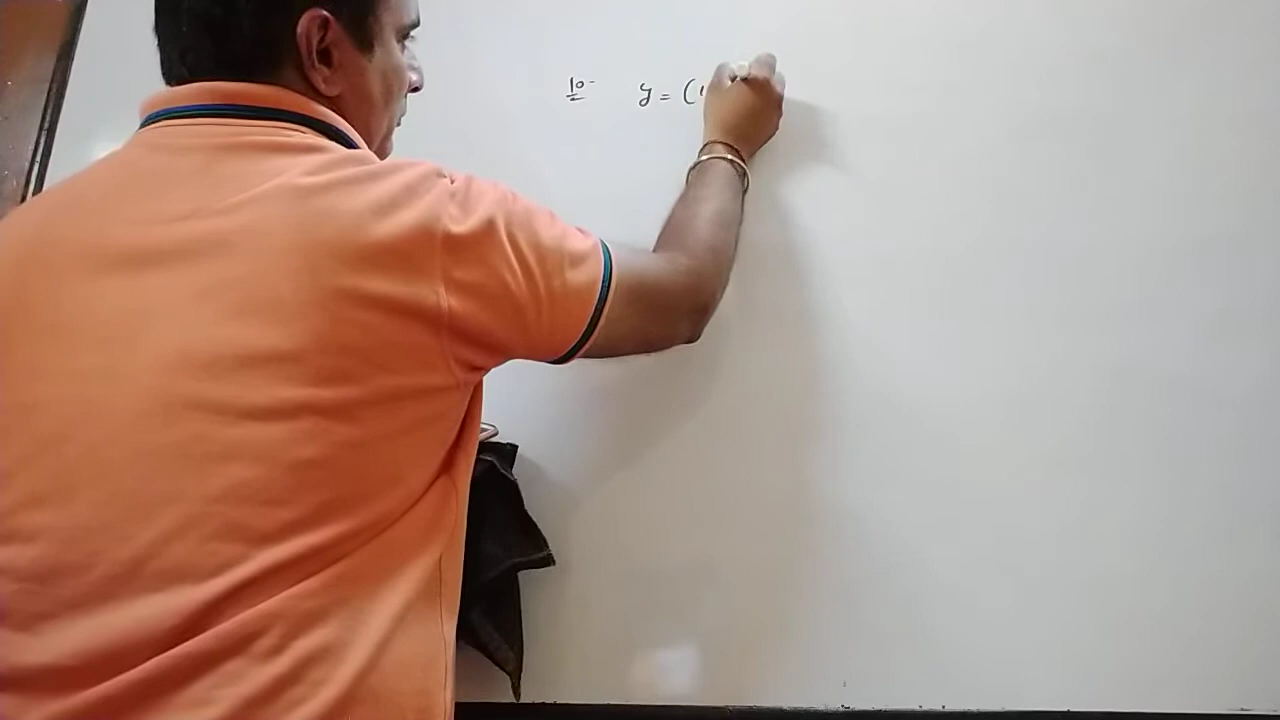 10- y = (